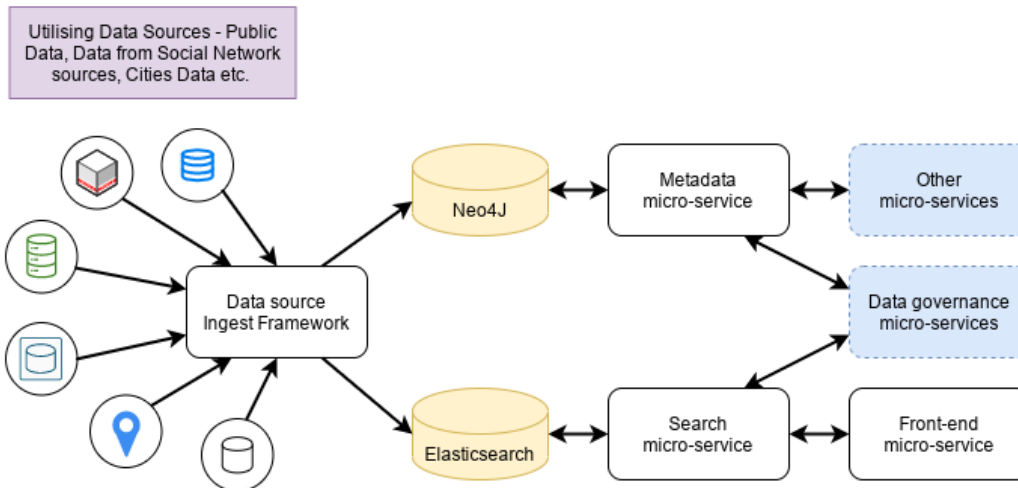 Utilising Data Sources - Public
Data, Data from Social Network
sources, Cities Data etc.
Neo4J
Metadata
micro-service
Other
micro-services
Data source
Ingest Framework
Data governance
micro-services
Elasticsearch
Search
micro-service
Front-end
micro-service